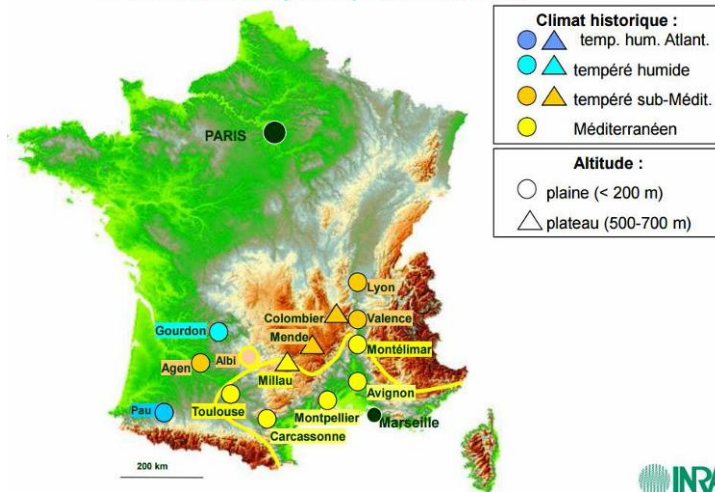 Climat historique :
temp. hum. Atlant.
tempéré humide
tempéré sub-Médit.
Méditerranéen
Altitude :
plaine (< 200 m)
plateau (500-700 m)
PARIS
Lyon
Colombier
Valence
Gourdon
Mende
Montélimar
Albi
Agen
Millau
Avignon
Toulouse
Pau
Montpellier
Marseille
Carcassonne
200 km
INRA